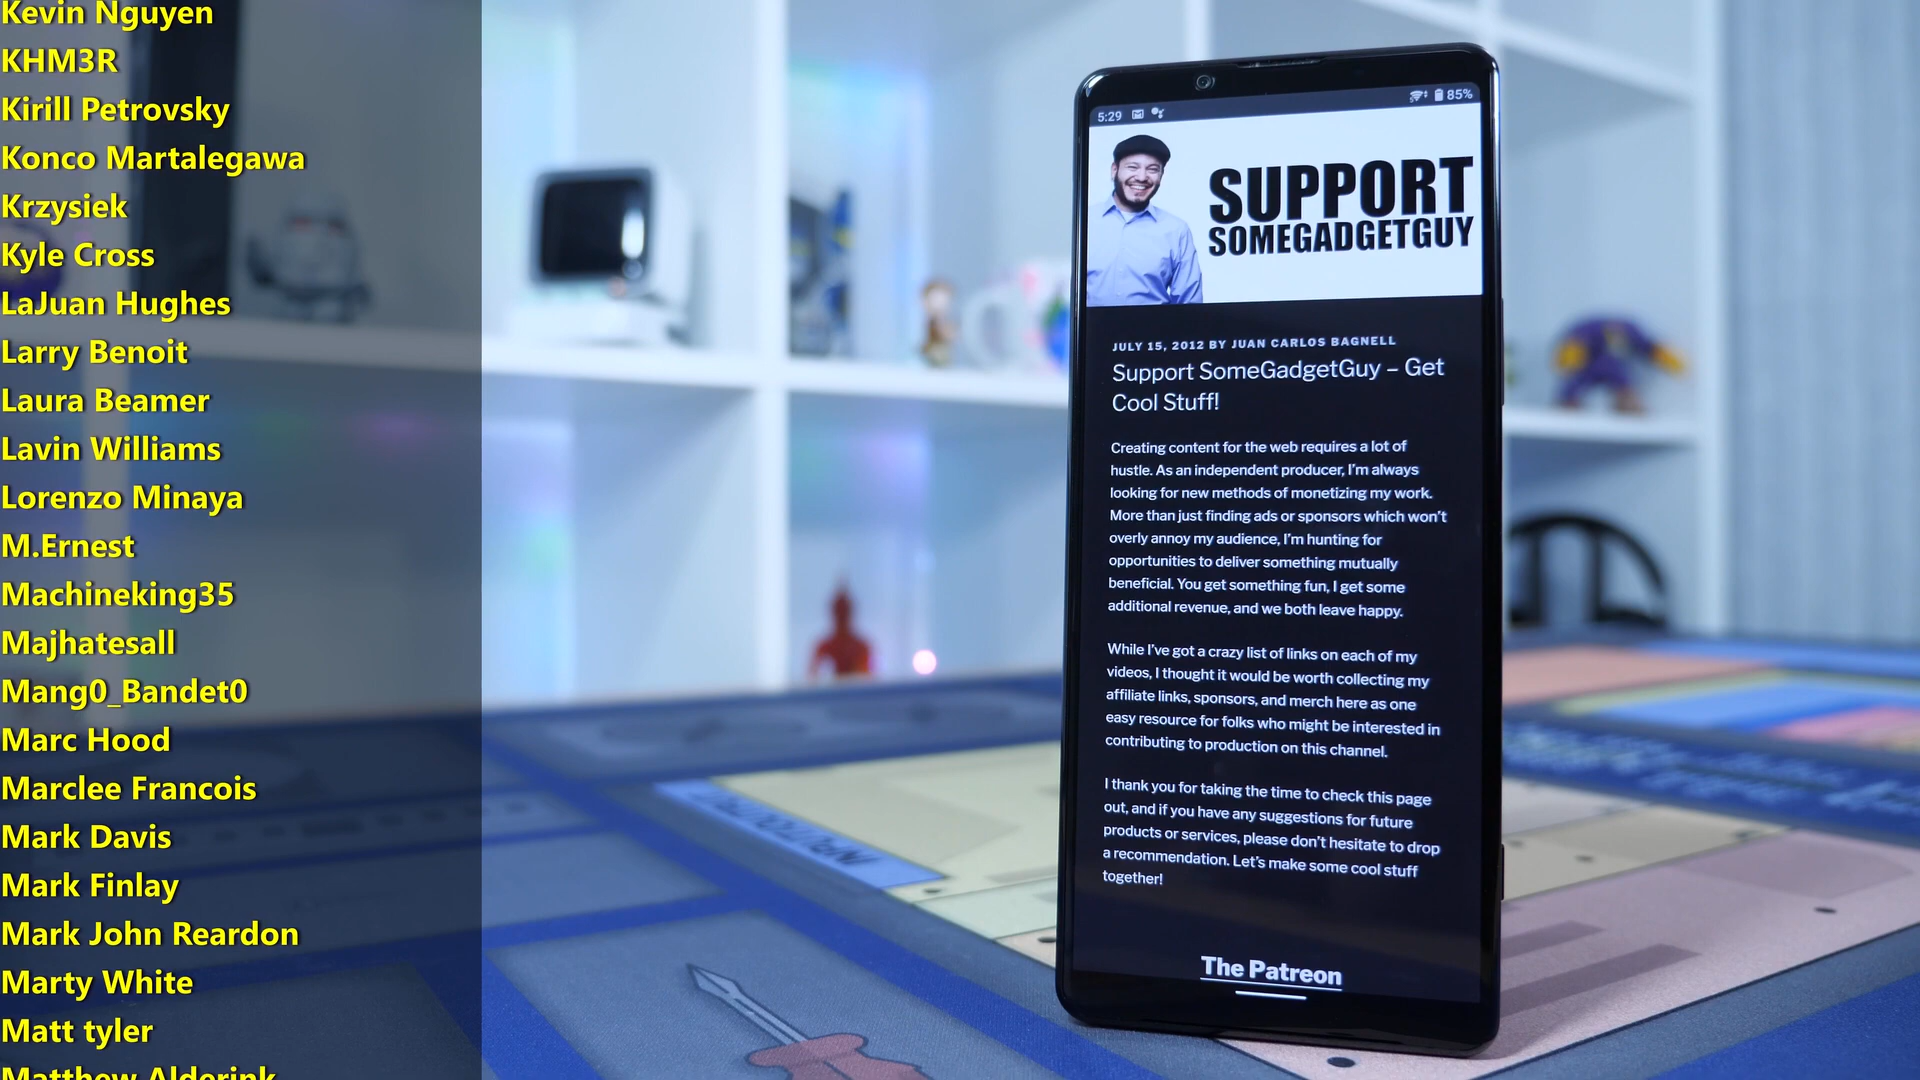 Kevin Nguyen
KHM3R
Kirill Petrovsky
Konco Martalegawa
Krzysiek
Kyle Cross
LaJuan Hughes
Larry Benoit
Laura Beamer
Lavin Williams
Lorenzo Minaya
M.Ernest
Machineking35
Majhatesall
Mang0_Bandet0
Marc Hood
Marclee Francois
Mark Davis
Mark Finlay
Mark John Reardon
Marty White
Matt tyler
Matthew Alderink
5:29
85%
SUPPORT
SOMEGADGETGUY
JULY 15, 2012 BY JUAN CARLOS BAGNELL
Support SomeGadgetGuy – Get
Cool Stuff!
Creating content for the web requires a lot of
hustle. As an independent producer, I'm always
looking for new methods of monetizing my work.
More than just finding ads or sponsors which won't
overly annoy my audience, I'm hunting for
opportunities to deliver something mutually
beneficial. You get something fun, I get some
additional revenue, and we both leave happy.
While I've got a crazy list of links on each of my
videos, I thought it would be worth collecting my
affiliate links, sponsors, and merch here as one
easy resource for folks who might be interested in
contributing to production on this channel.
I thank you for taking the time to check this page
out, and if you have any suggestions for future
products or services, please don't hesitate to drop
a recommendation. Let's make some cool stuff
together!
The Patreon